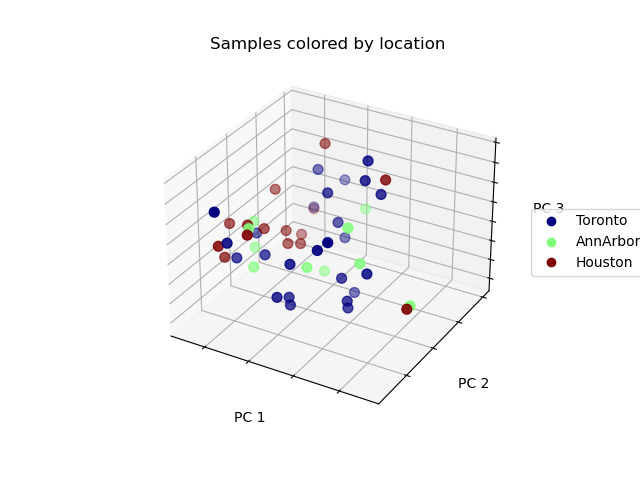 Samples colored by location
PC 3
Toronto
AnnArbor
Houston
PC 2
PC 1